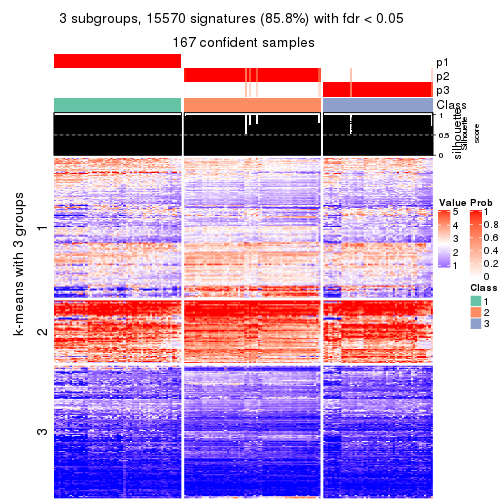 3 subgroups, 15570 signatures (85.8%) with fdr < 0.05
167 confident samples
p1
p2
p3
Class
silhouette
Silhouette
score
1
0.5
0
k-means with 3 groups
1
2
3
Value
5
4
3
2
1
Prob
1
0.8
0.6
0.4
0.2
0
Class
1
2
3